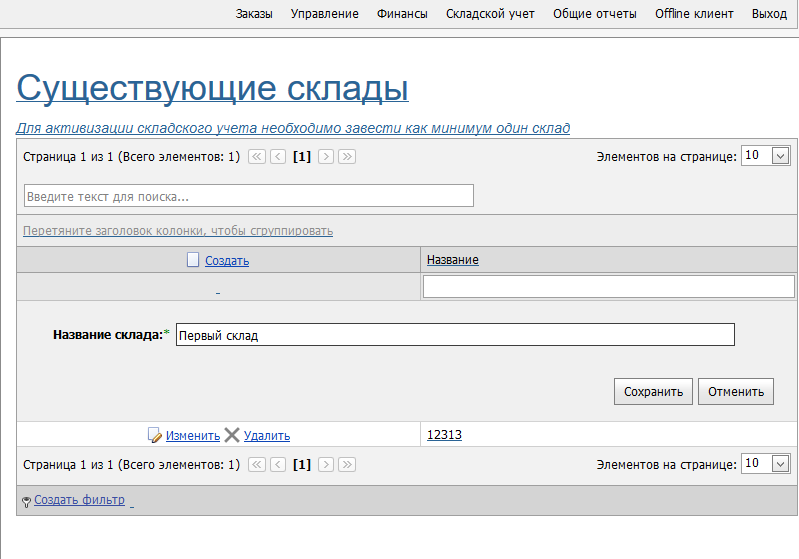 Заказы Управление Финансы Складской учет Общие отчеты Offline клиент Выход
Существующие склады
Для активизации складского учета необходимо завести как минимум один склад
Страница 1 из 1 (Всего элементов: 1) [1] Элементов на странице: 10
Введите текст для поиска...
Перетяните заголовок колонки, чтобы сгруппировать
Создать Название
Название склада:* Первый склад
Сохранить Отменить
Изменить Удалить 12313
Страница 1 из 1 (Всего элементов: 1) [1] Элементов на странице: 10
Создать фильтр